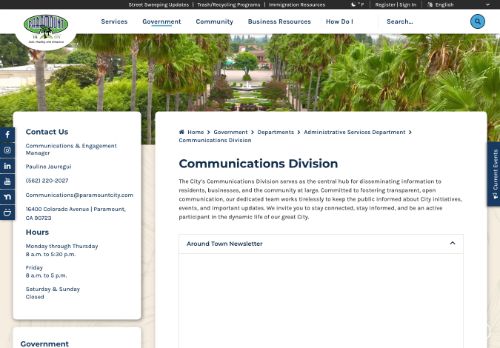 Street Sweeping Updates | Trash/Recycling Programs | Immigration Resources
°F
Register | Sign In
English
PARAMOUNT
Services
Government
Community
Business Resources
How Do I
Search...
Contact Us
Communications & Engagement
Manager
Paulina Jauregui
(562) 220-2027
Communications@paramountcity.com
16400 Colorado Avenue | Paramount,
CA 90723
Hours
Monday through Thursday
8 a.m. to 5:30 p.m.
Friday
8 a.m. to 5 p.m.
Saturday & Sunday
Closed
Government
Home > Government > Departments > Administrative Services Department >
Communications Division
Communications Division
The City's Communications Division serves as the central hub for disseminating information to
residents, businesses, and the community at large. Committed to fostering transparent, open
communication, our dedicated team works tirelessly to keep the public informed about City initiatives,
events, and important updates. We invite you to stay connected, stay informed, and be an active
participant in the dynamic life of our great City.
Around Town Newsletter
Current Events